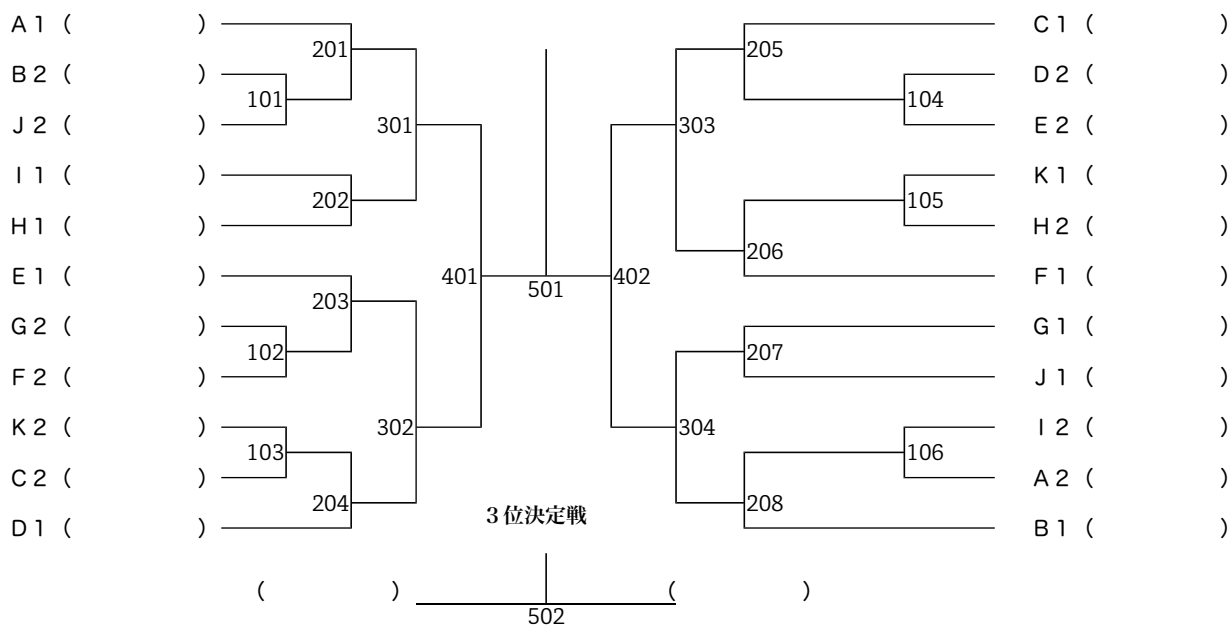 A1 (          )          C1 (          )
201 205
B2 (          )          D2 (          )
101 104
J2 (          ) 301 303 E2 (          )
I1 (          )          K1 (          )
202 105
H1 (          )          H2 (          )
206
E1 (          ) 401 402 F1 (          )
501
203
G2 (          )          G1 (          )
102 207
F2 (          )          J1 (          )
K2 (          ) 302 304 I2 (          )
103 106
C2 (          )          A2 (          )
204 208
3位決定戦
D1 (          )          B1 (          )
(          )          (          )
502